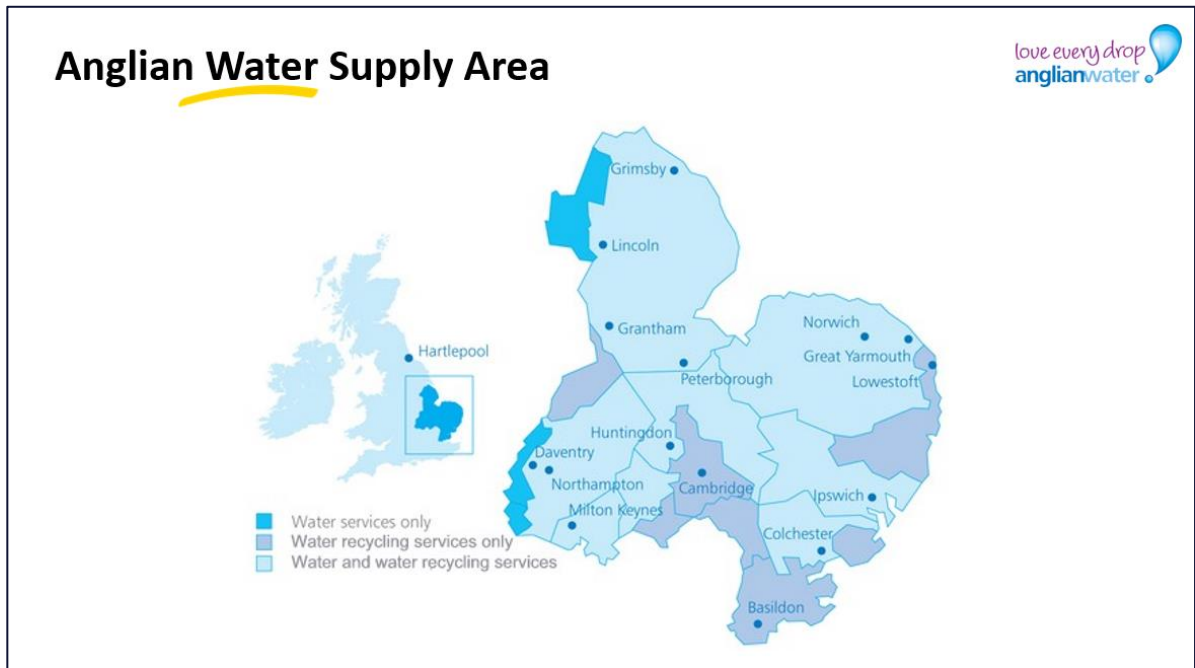 Anglian Water Supply Area
love every drop
anglianwater
Grimsby
Lincoln
Grantham
Norwich
Great Yarmouth
Lowestoft
Hartlepool
Peterborough
Huntingdon
Daventry
Northampton
Cambridge
Milton Keynes
Ipswich
Colchester
Basildon
Water services only
Water recycling services only
Water and water recycling services